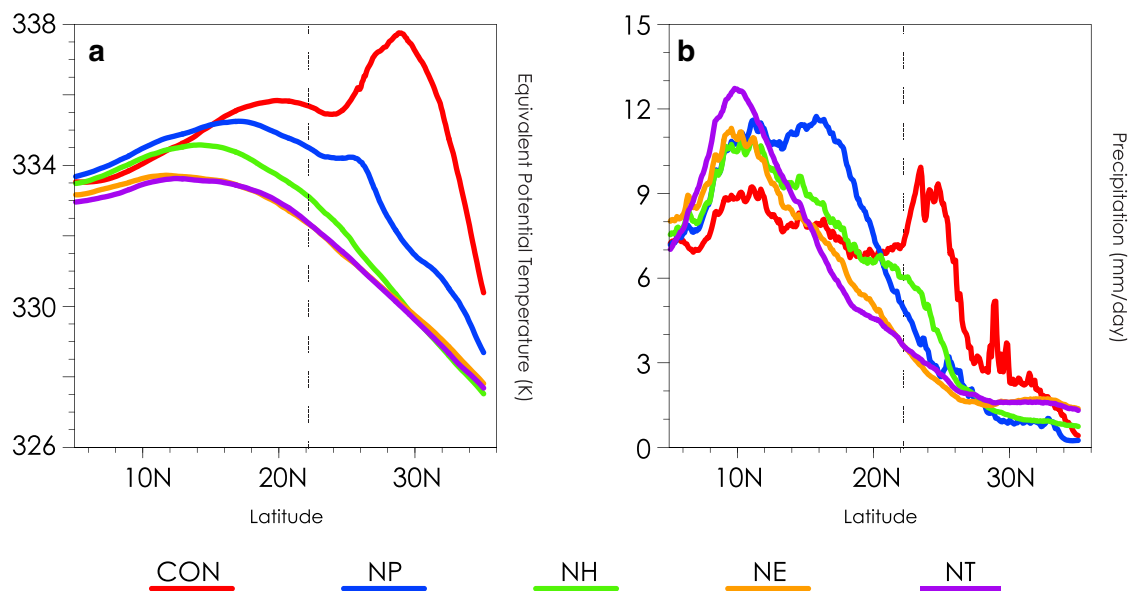 338
334
330
326
a
10N
20N
30N
Latitude
Equivalent Potential Temperature (K)
15
12
9
6
3
0
b
10N
20N
30N
Latitude
Precipitation (mm/day)
CON
NP
NH
NE
NT